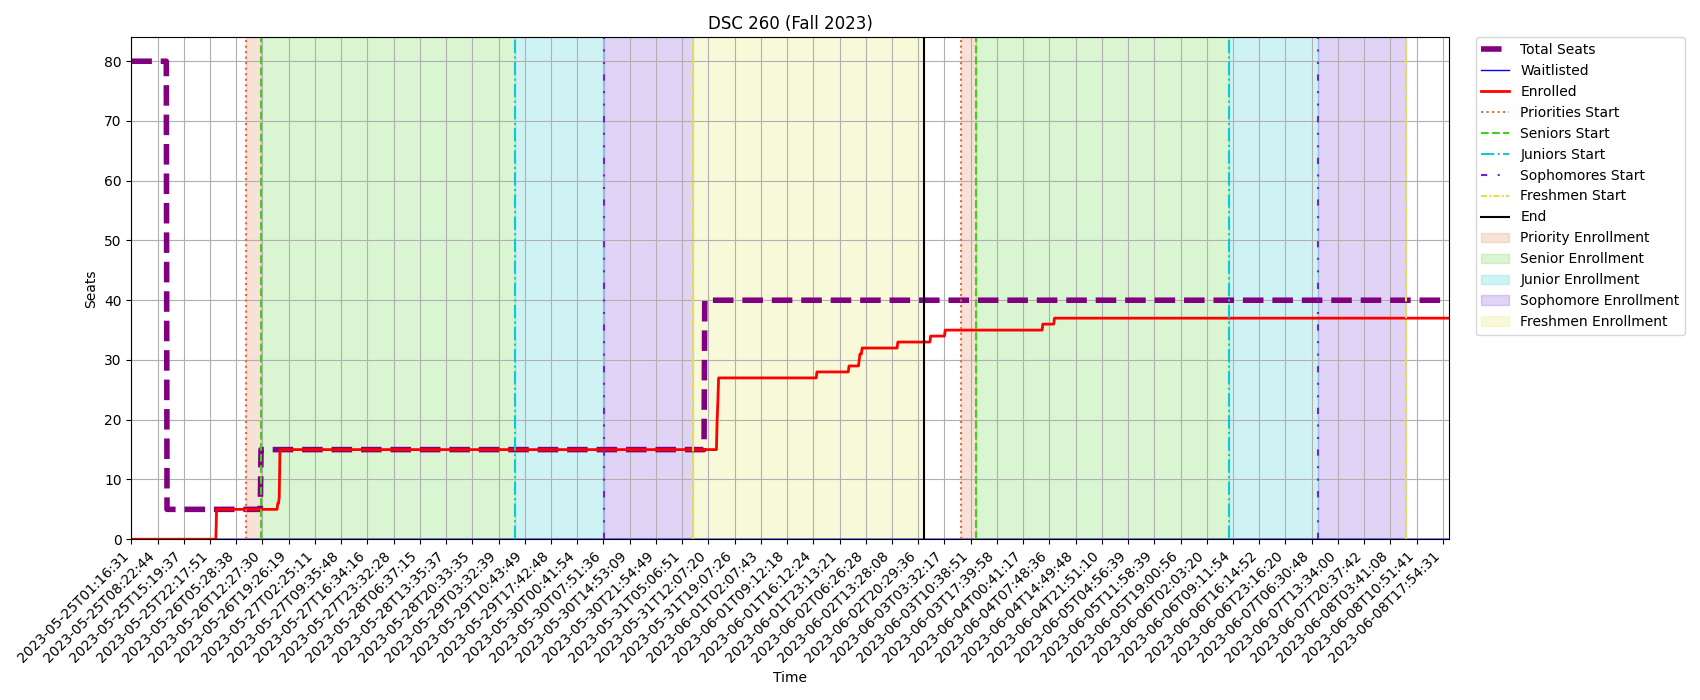 DSC 260 (Fall 2023)
Seats
80
70
60
50
40
30
20
10
0
2023-05-25T01:16:31
2023-05-25T08:22:44
2023-05-25T15:19:37
2023-05-25T22:17:51
2023-05-26T05:28:38
2023-05-26T12:27:30
2023-05-26T19:26:19
2023-05-27T02:25:11
2023-05-27T09:35:48
2023-05-27T16:34:16
2023-05-27T23:32:28
2023-05-28T06:37:15
2023-05-28T13:35:37
2023-05-28T20:33:35
2023-05-29T03:32:39
2023-05-29T10:43:49
2023-05-29T17:42:48
2023-05-30T00:41:54
2023-05-30T07:51:36
2023-05-30T14:53:09
2023-05-30T21:54:49
2023-05-31T05:06:51
2023-05-31T12:07:20
2023-05-31T19:07:26
2023-06-01T02:07:43
2023-06-01T09:12:18
2023-06-01T16:12:24
2023-06-01T23:13:21
2023-06-02T06:26:28
2023-06-02T13:28:08
2023-06-02T20:29:36
2023-06-03T03:32:17
2023-06-03T10:38:51
2023-06-03T17:39:58
2023-06-04T00:41:17
2023-06-04T07:48:36
2023-06-04T14:49:48
2023-06-04T21:51:10
2023-06-05T04:56:39
2023-06-05T11:58:39
2023-06-05T19:00:56
2023-06-06T02:03:20
2023-06-06T09:11:54
2023-06-06T16:14:52
2023-06-06T23:16:20
2023-06-07T06:30:48
2023-06-07T13:34:00
2023-06-07T20:37:42
2023-06-08T03:41:08
2023-06-08T10:51:41
2023-06-08T17:54:31
Time
Total Seats
Waitlisted
Enrolled
Priorities Start
Seniors Start
Juniors Start
Sophomores Start
Freshmen Start
End
Priority Enrollment
Senior Enrollment
Junior Enrollment
Sophomore Enrollment
Freshmen Enrollment